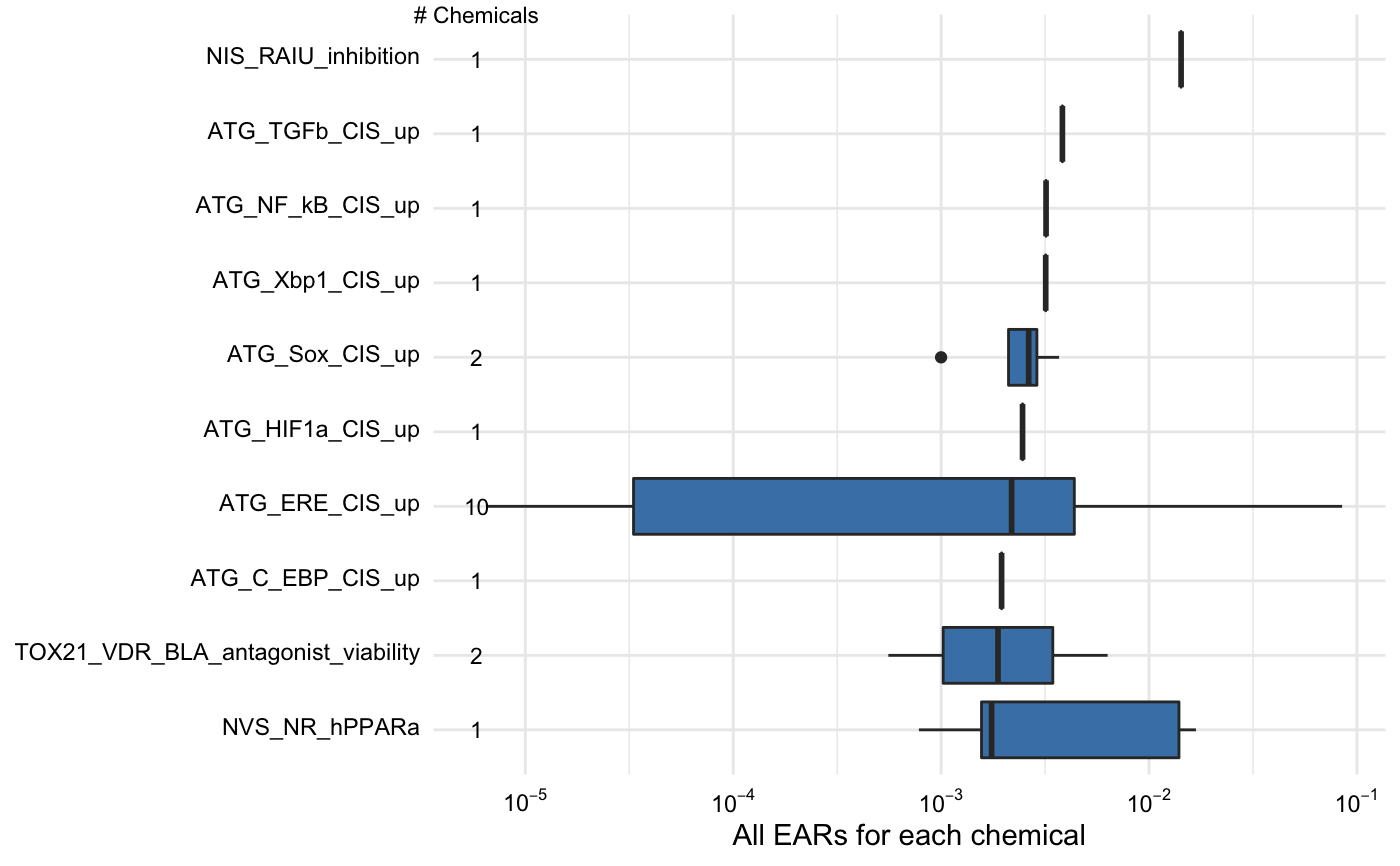 # Chemicals
NIS_RAIU_inhibition 1
ATG_TGFb_CIS_up 1
ATG_NF_kB_CIS_up 1
ATG_Xbp1_CIS_up 1
ATG_Sox_CIS_up 2
ATG_HIF1a_CIS_up 1
ATG_ERE_CIS_up 10
ATG_C_EBP_CIS_up 1
TOX21_VDR_BLA_antagonist_viability 2
NVS_NR_hPPARa 1
10⁻⁵ 10⁻⁴ 10⁻³ 10⁻² 10⁻¹
All EARs for each chemical